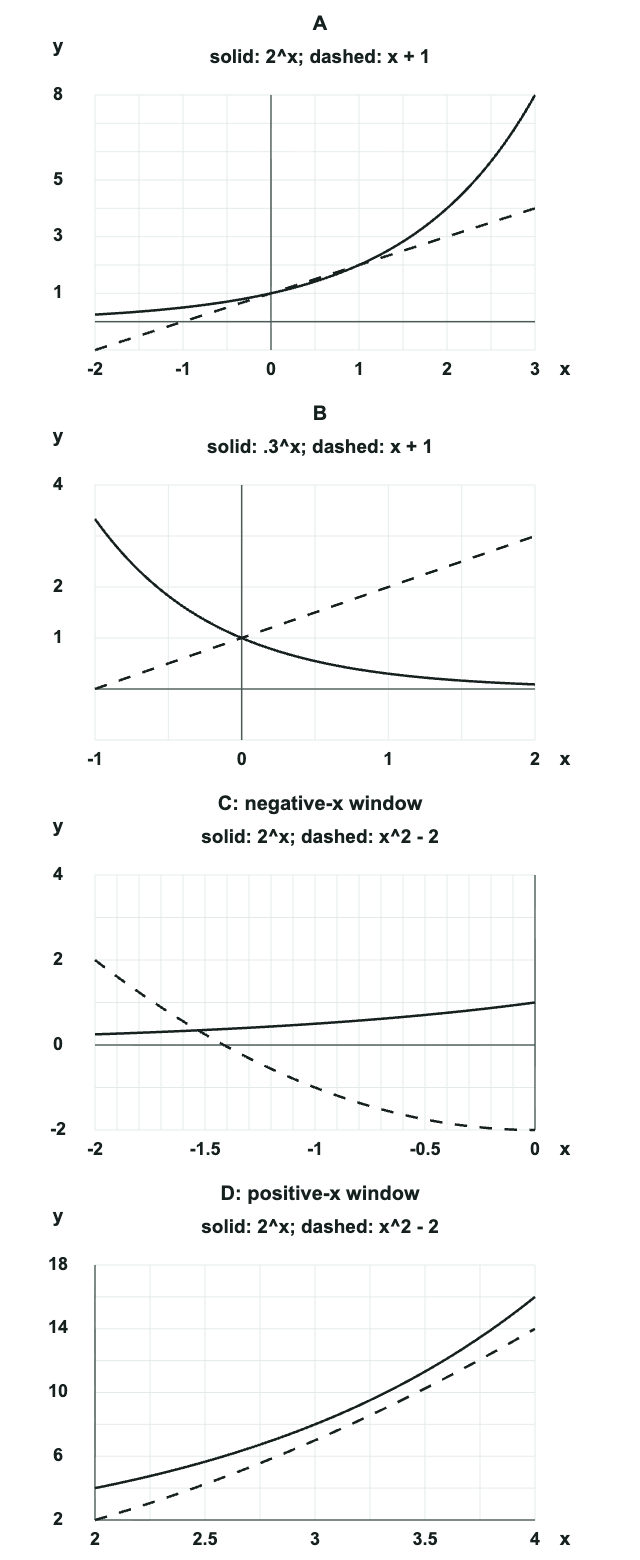 A
y
solid: 2^x; dashed: x + 1
8
5
3
1
-2 -1 0 1 2 3 x
B
y
solid: .3^x; dashed: x + 1
4
2
1
-1 0 1 2 x
C: negative-x window
y
solid: 2^x; dashed: x^2 - 2
4
2
0
-2
-2 -1.5 -1 -0.5 0 x
D: positive-x window
y
solid: 2^x; dashed: x^2 - 2
18
14
10
6
2
2 2.5 3 3.5 4 x